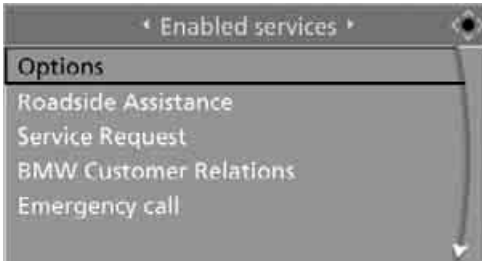 Enabled services
Options
Roadside Assistance
Service Request
BMW Customer Relations
Emergency call